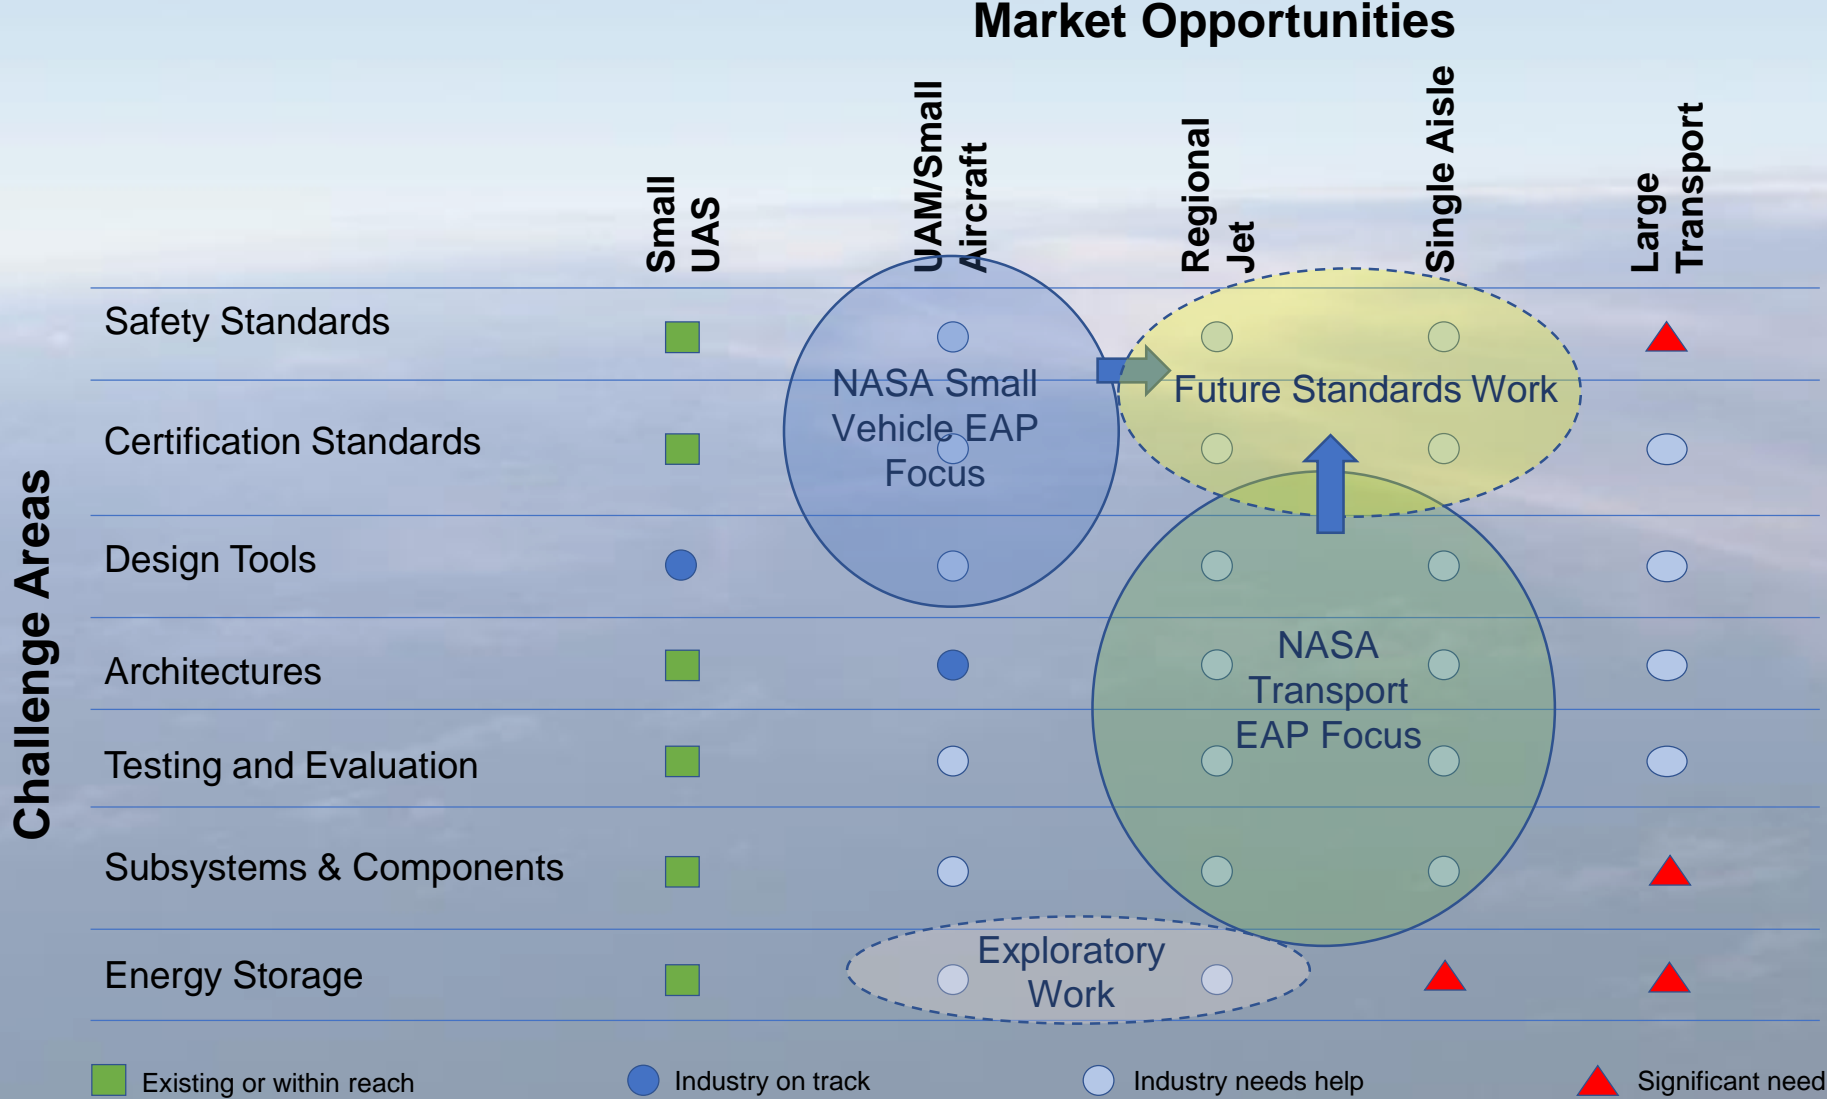 Market Opportunities
Small
UAS
UAM/Small
Aircraft
Regional
Jet
Single Aisle
Large
Transport
Challenge Areas
Safety Standards
NASA Small
Vehicle EAP
Focus
Future Standards Work
Certification Standards
Design Tools
Architectures
NASA
Transport
EAP Focus
Testing and Evaluation
Subsystems & Components
Energy Storage
Exploratory
Work
Existing or within reach
Industry on track
Industry needs help
Significant need